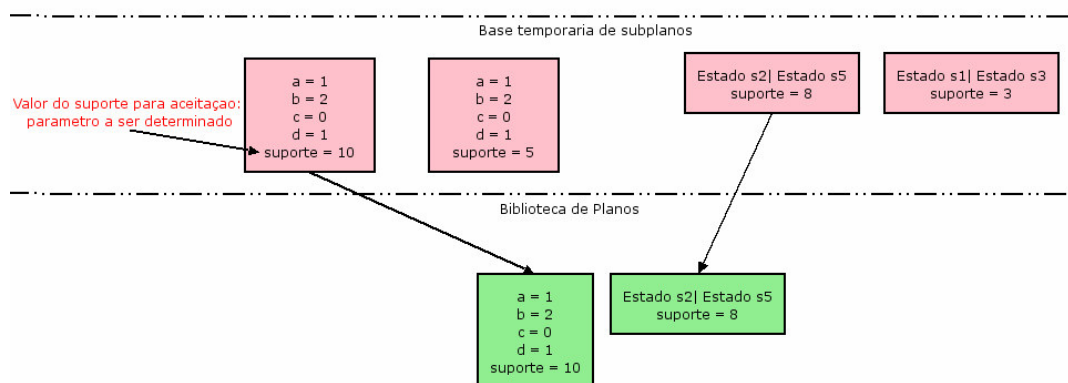 Base temporaria de subplanos
Valor do suporte para aceitaçao:
parametro a ser determinado
a = 1
b = 2
c = 0
d = 1
suporte = 10
a = 1
b = 2
c = 0
d = 1
suporte = 5
Estado s2| Estado s5
suporte = 8
Estado s1| Estado s3
suporte = 3
Biblioteca de Planos
a = 1
b = 2
c = 0
d = 1
suporte = 10
Estado s2| Estado s5
suporte = 8